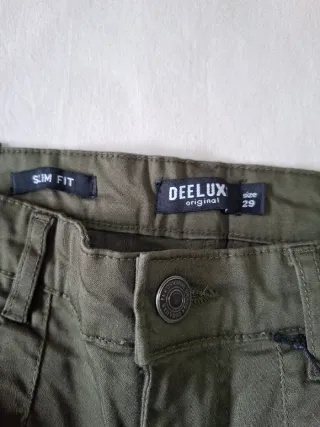 SLIM FIT
DEELUX
original
size
29